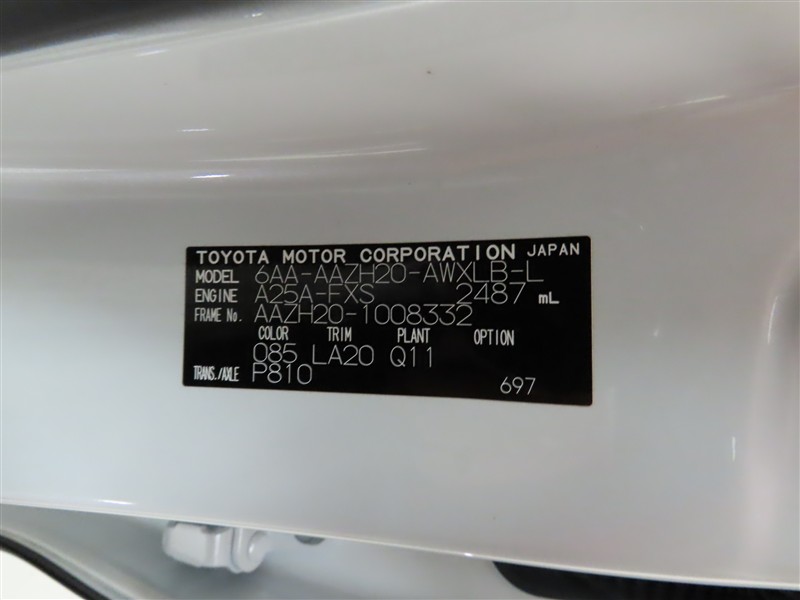 TOYOTA MOTOR CORPORATION JAPAN
MODEL 6AA-AAZH20-AWXLB-L
ENGINE A25A-FXS 2487 mL
FRAME No. AAZH20-1008332
COLOR TRIM PLANT OPTION
085 LA20 Q11
TRANS./AXLE P810
697